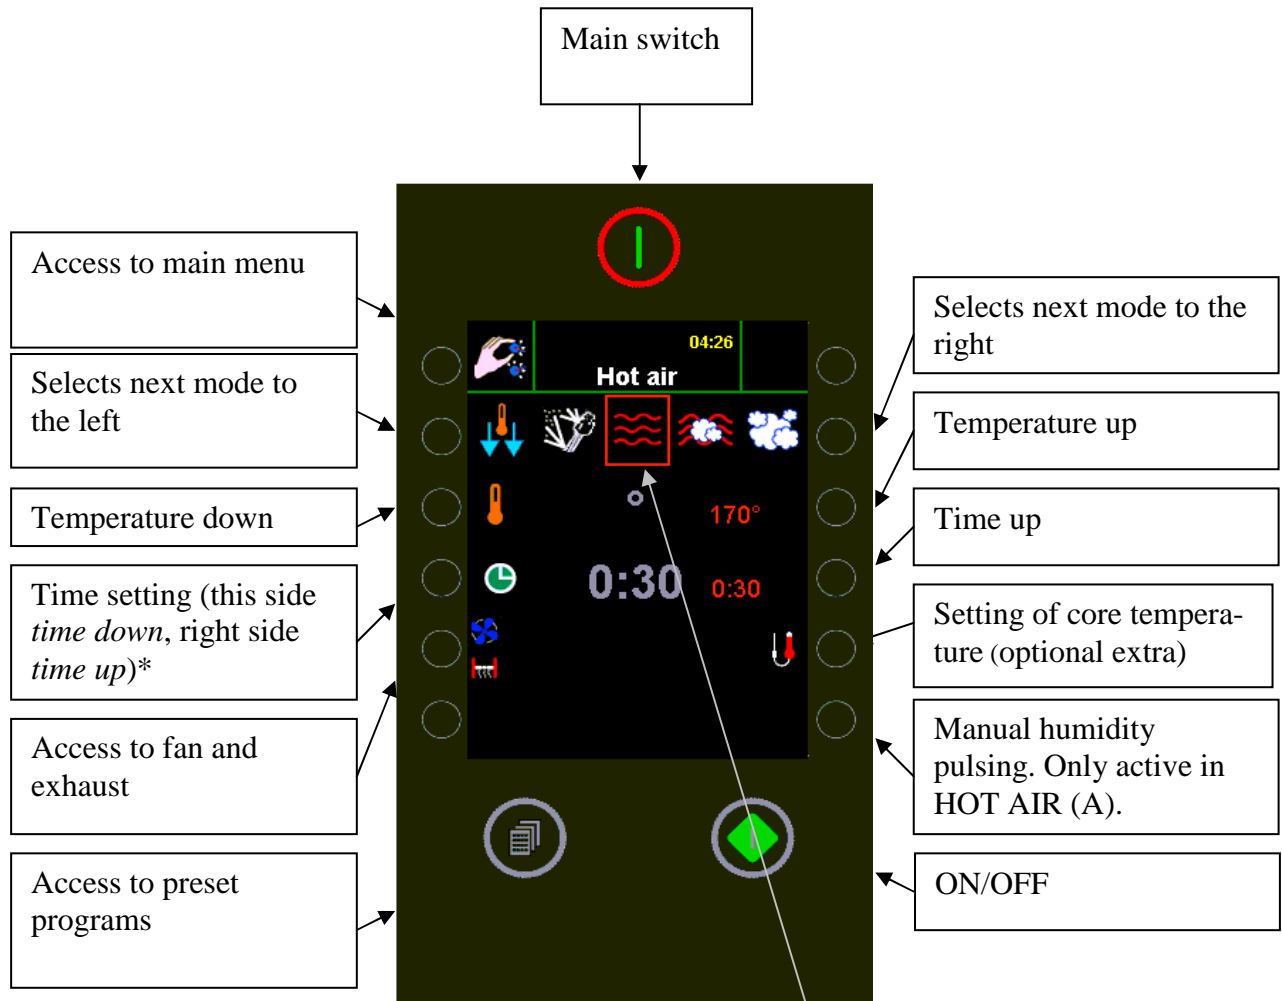 Main switch
Access to main menu
Selects next mode to
the left
Temperature down
Time setting (this side
time down, right side
time up)*
Access to fan and
exhaust
Access to preset
programs
04:26
Hot air
170°
0:30
0:30
Selects next mode to the
right
Temperature up
Time up
Setting of core tempera-
ture (optional extra)
Manual humidity
pulsing. Only active in
HOT AIR (A).
ON/OFF